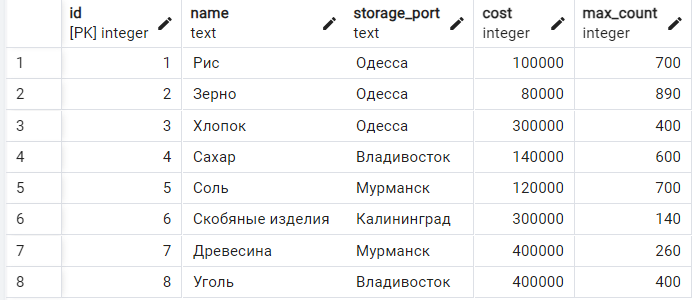 id name storage_port cost max_count
[PK] integer text text integer integer
1 1 Рис Одесса 100000 700
2 2 Зерно Одесса 80000 890
3 3 Хлопок Одесса 300000 400
4 4 Сахар Владивосток 140000 600
5 5 Соль Мурманск 120000 700
6 6 Скобяные изделия Калининград 300000 140
7 7 Древесина Мурманск 400000 260
8 8 Уголь Владивосток 400000 400